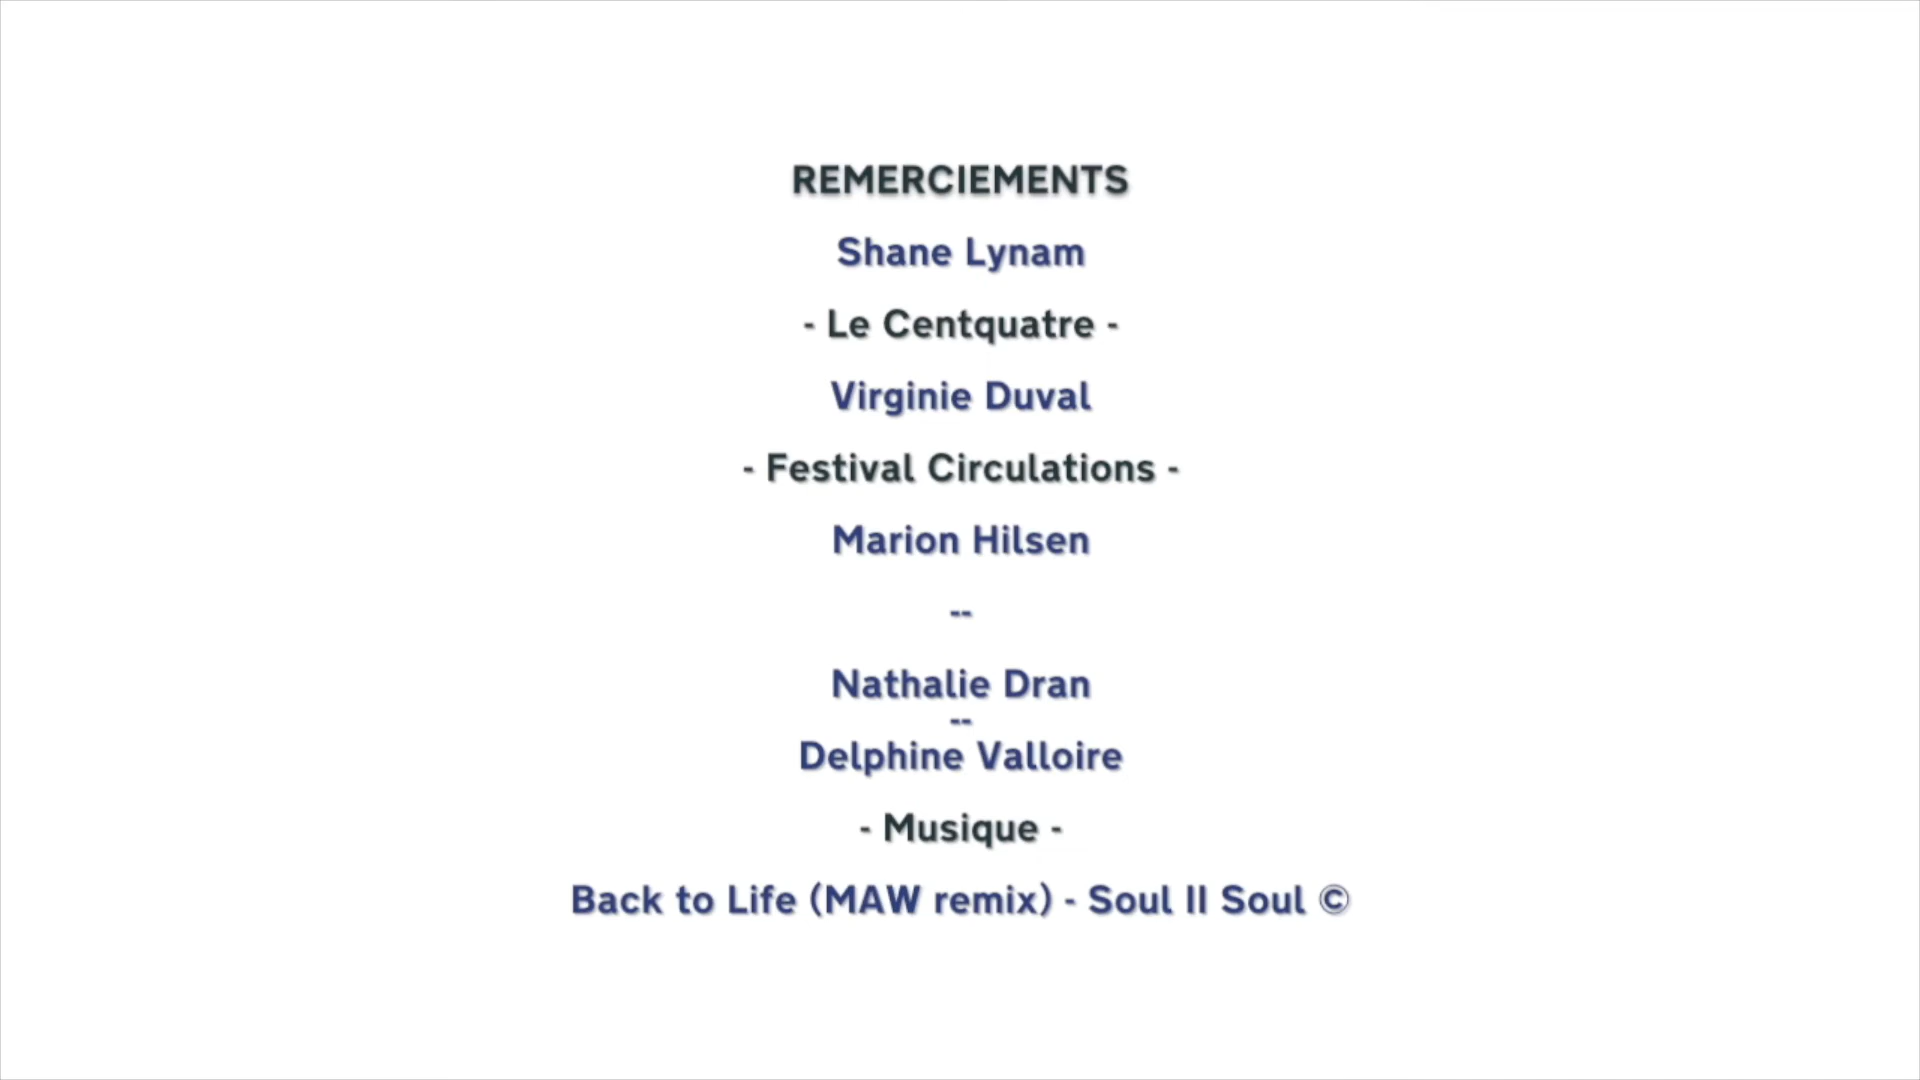 REMERCIEMENTS
Shane Lynam
- Le Centquatre -
Virginie Duval
- Festival Circulations -
Marion Hilsen
--
Nathalie Dran
--
Delphine Valloire
- Musique -
Back to Life (MAW remix) - Soul II Soul ©